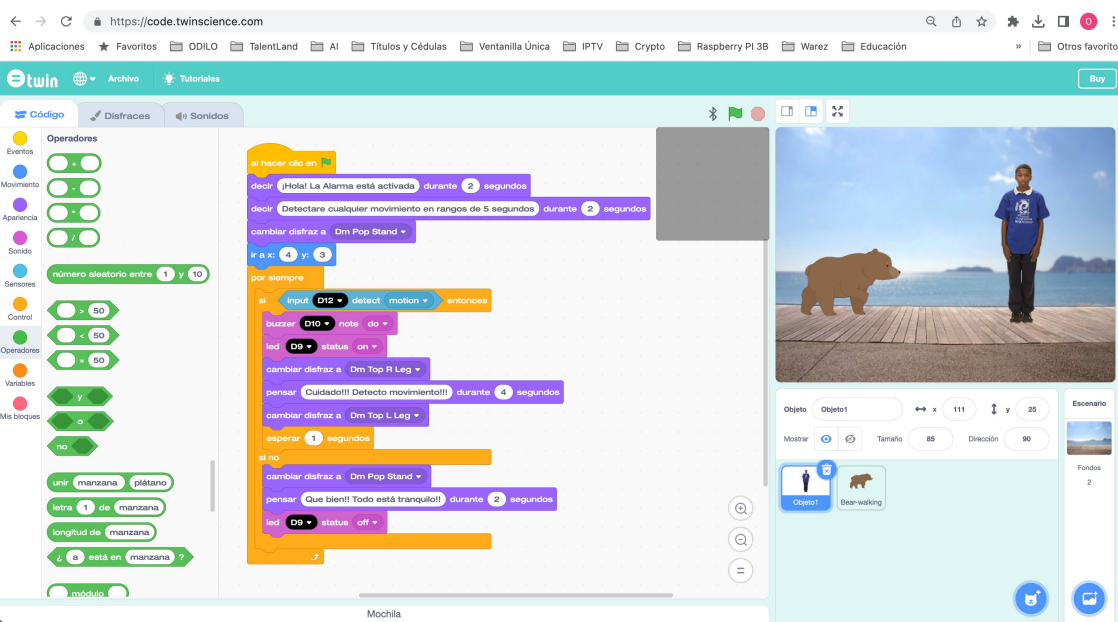 https://code.twinscience.com
O
Aplicaciones Favoritos ODILO TalentLand AI Títulos y Cédulas Ventanilla Única IPTV Crypto Raspberry PI 3B Warez Educación » Otros favorito
twin Archivo Tutoriales Buy
Código Disfraces Sonidos
Eventos
Movimiento
Apariencia
Sonido
Sensores
Control
Operadores
Variables
Mis bloques
Operadores
+
-
*
/
número aleatorio entre 1 y 10
> 50
< 50
= 50
y
o
no
unir manzana plátano
letra 1 de manzana
longitud de manzana
¿ a está en manzana ?
módulo
al hacer clic en
decir ¡Hola! La Alarma está activada durante 2 segundos
decir Detectare cualquier movimiento en rangos de 5 segundos durante 2 segundos
cambiar disfraz a Dm Pop Stand
ir a x: 4 y: 3
por siempre
si input D12 detect motion entonces
buzzer D10 note do
led D9 status on
cambiar disfraz a Dm Top R Leg
pensar Cuidado!!! Detecto movimiento!!! durante 4 segundos
cambiar disfraz a Dm Top L Leg
esperar 1 segundos
si no
cambiar disfraz a Dm Pop Stand
pensar Que bien!! Todo está tranquilo!! durante 2 segundos
led D9 status off
Mochila
Objeto Objeto1 x 111 y 25
Mostrar Tamaño 85 Dirección 90
Objeto1 Bear-walking
Escenario
Fondos
2